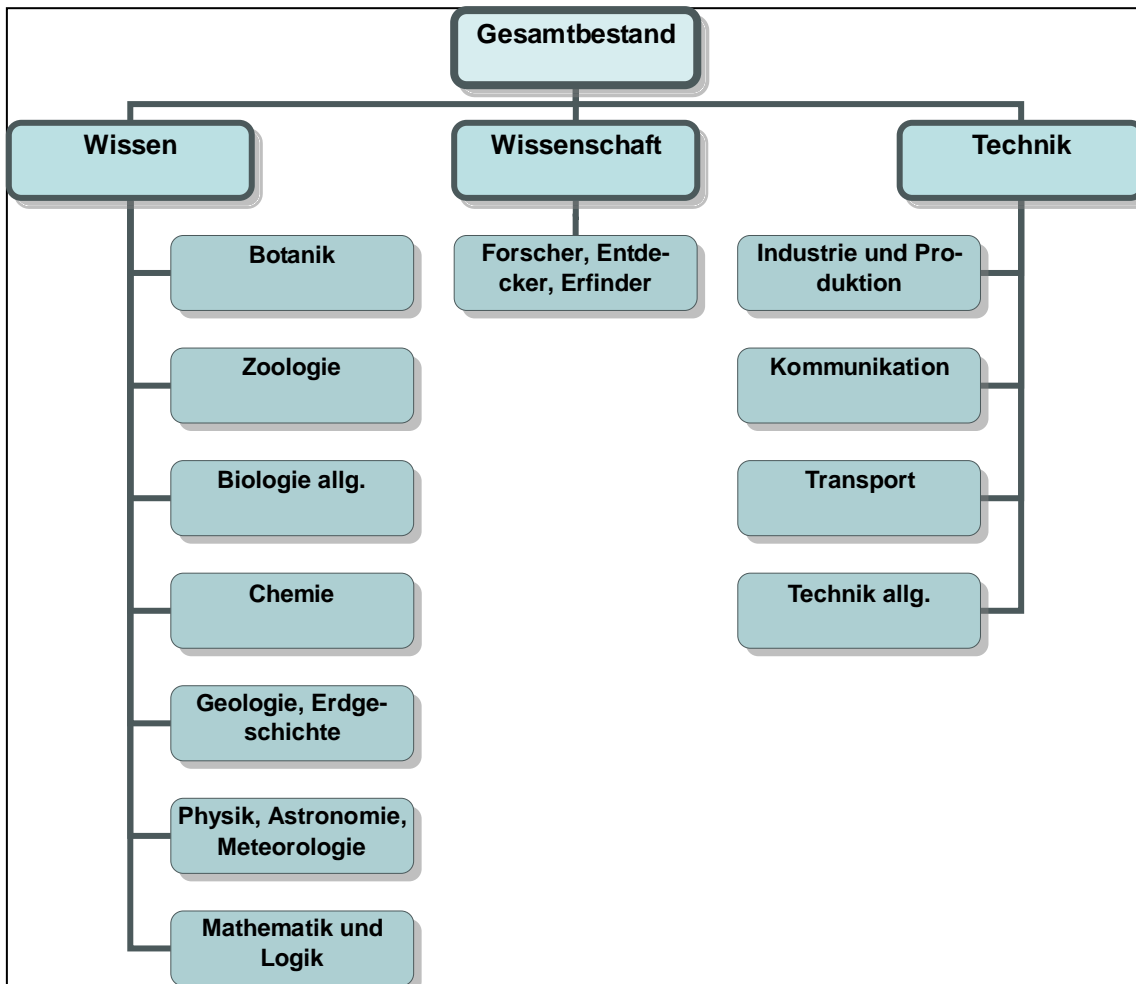 Gesamtbestand
Wissen
Wissenschaft
Technik
Botanik
Zoologie
Biologie allg.
Chemie
Geologie, Erdge-
schichte
Physik, Astronomie,
Meteorologie
Mathematik und
Logik
Forscher, Entde-
cker, Erfinder
Industrie und Pro-
duktion
Kommunikation
Transport
Technik allg.